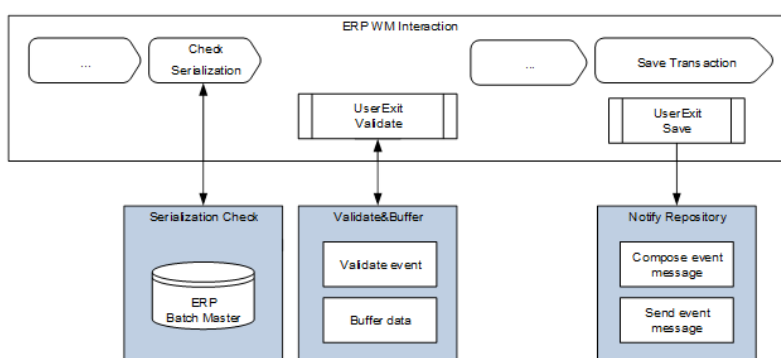 ERP WM Interaction
...
Check
Serialization
...
Save Transaction
UserExit
Validate
UserExit
Save
Serialization Check
ERP
Batch Master
Validate&Buffer
Validate event
Buffer data
Notify Repository
Compose event
message
Send event
message